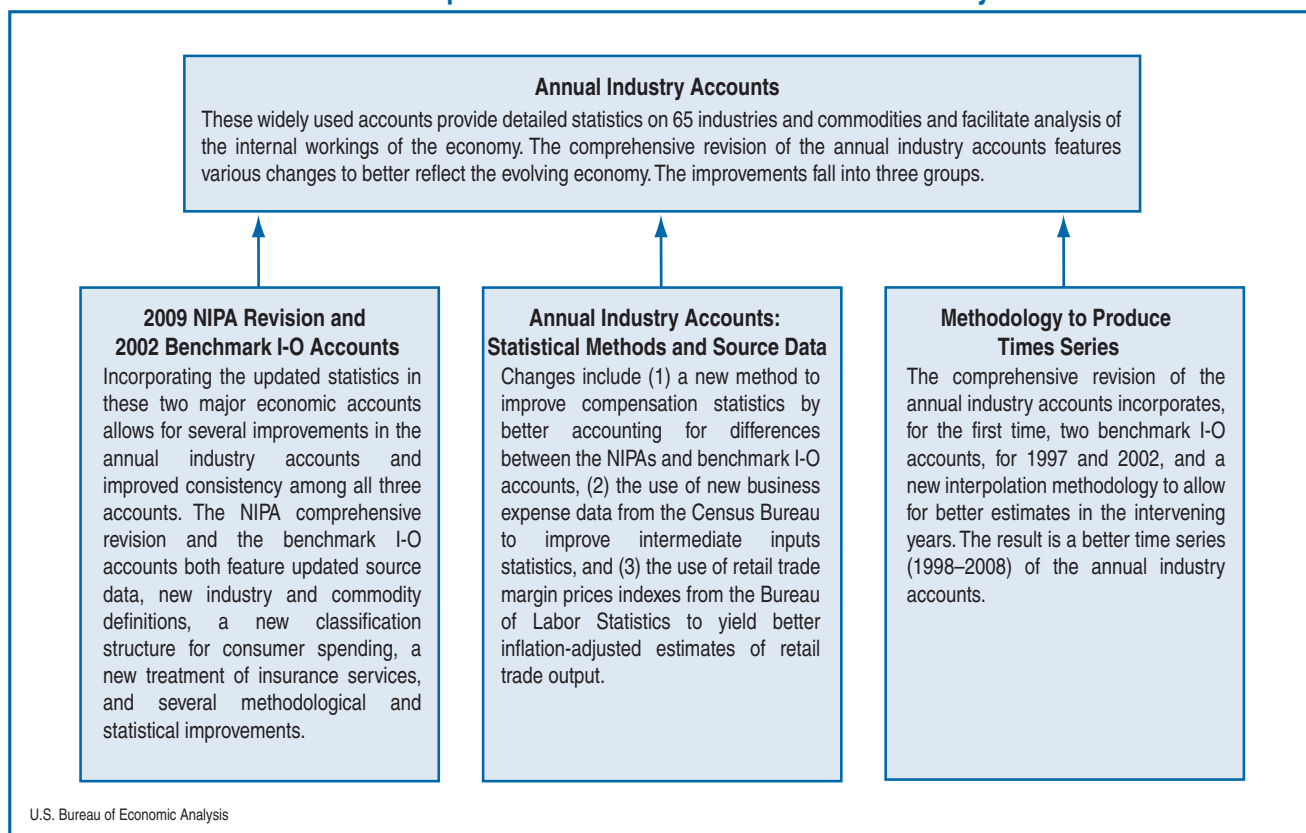 Annual Industry Accounts
These widely used accounts provide detailed statistics on 65 industries and commodities and facilitate analysis of
the internal workings of the economy. The comprehensive revision of the annual industry accounts features
various changes to better reflect the evolving economy. The improvements fall into three groups.
2009 NIPA Revision and
2002 Benchmark I-O Accounts
Incorporating the updated statistics in
these two major economic accounts
allows for several improvements in the
annual industry accounts and
improved consistency among all three
accounts. The NIPA comprehensive
revision and the benchmark I-O
accounts both feature updated source
data, new industry and commodity
definitions, a new classification
structure for consumer spending, a
new treatment of insurance services,
and several methodological and
statistical improvements.
Annual Industry Accounts:
Statistical Methods and Source Data
Changes include (1) a new method to
improve compensation statistics by
better accounting for differences
between the NIPAs and benchmark I-O
accounts, (2) the use of new business
expense data from the Census Bureau
to improve intermediate inputs
statistics, and (3) the use of retail trade
margin prices indexes from the Bureau
of Labor Statistics to yield better
inflation-adjusted estimates of retail
trade output.
Methodology to Produce
Times Series
The comprehensive revision of the
annual industry accounts incorporates,
for the first time, two benchmark I-O
accounts, for 1997 and 2002, and a
new interpolation methodology to allow
for better estimates in the intervening
years. The result is a better time series
(1998–2008) of the annual industry
accounts.
U.S. Bureau of Economic Analysis